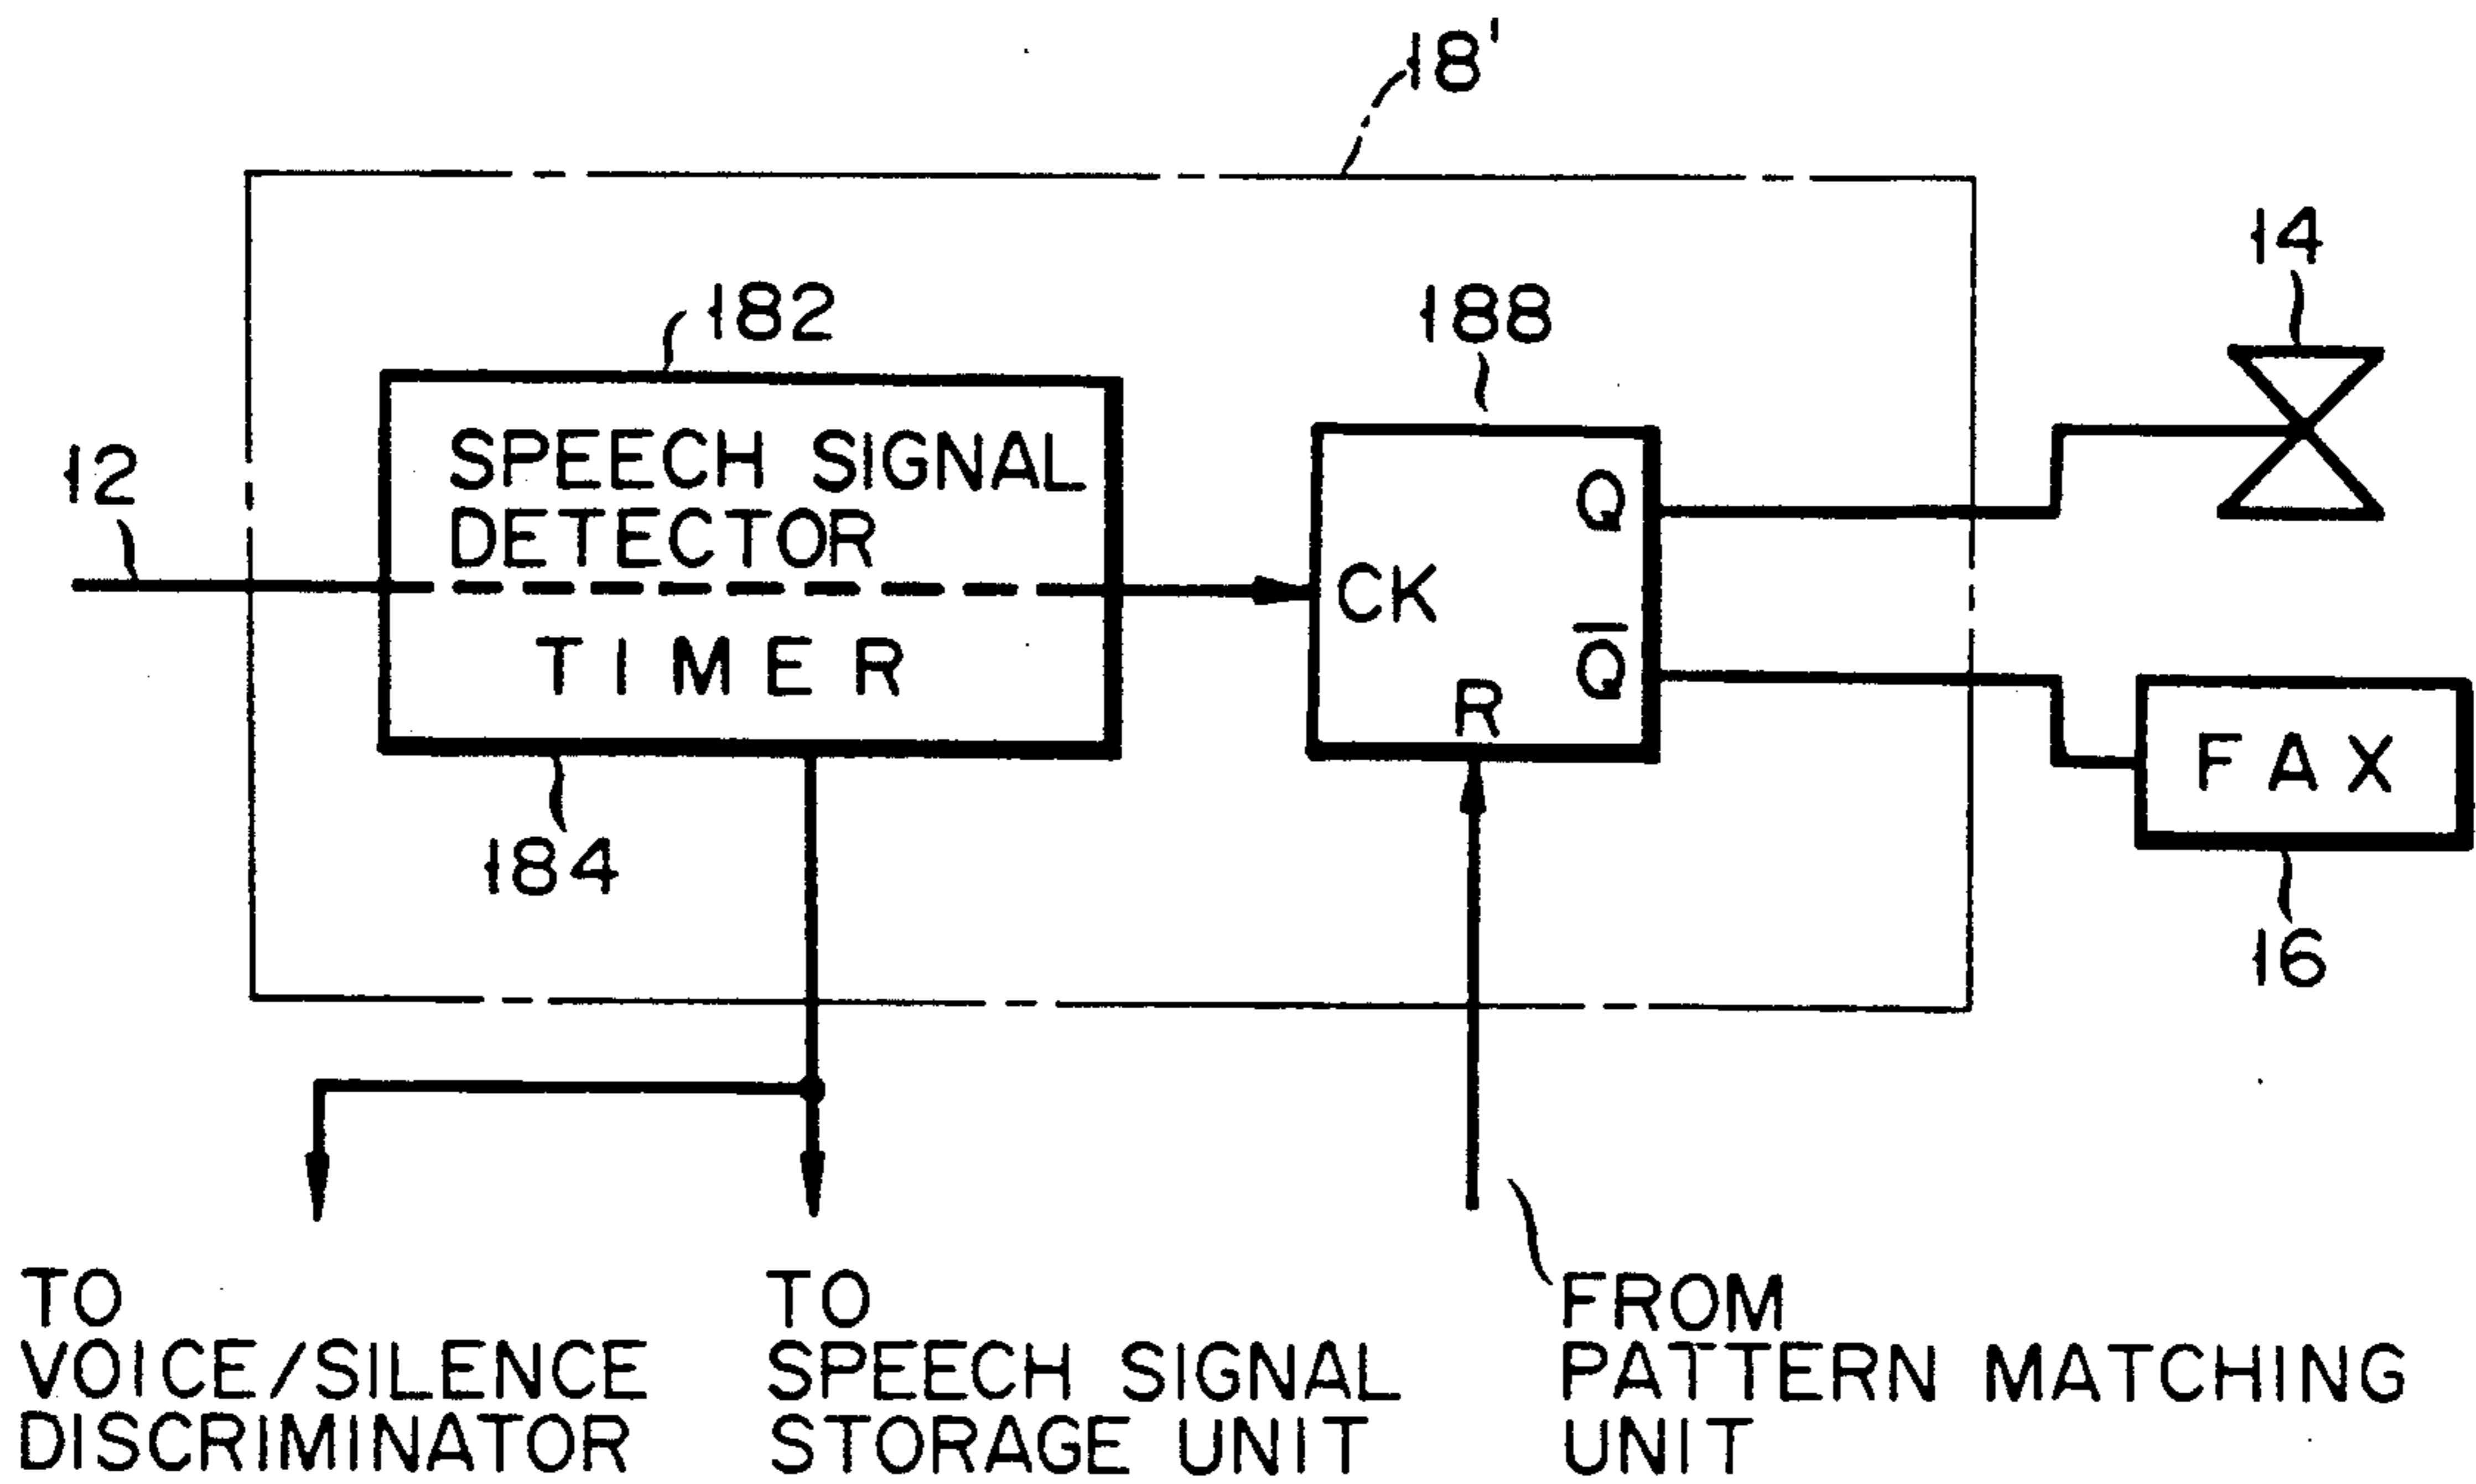 18'
14
182
188
12
SPEECH SIGNAL
DETECTOR
TIMER
CK
Q
Q̅
R
FAX
184
16
TO
VOICE/SILENCE
DISCRIMINATOR
TO
SPEECH SIGNAL
STORAGE UNIT
FROM
PATTERN MATCHING
UNIT